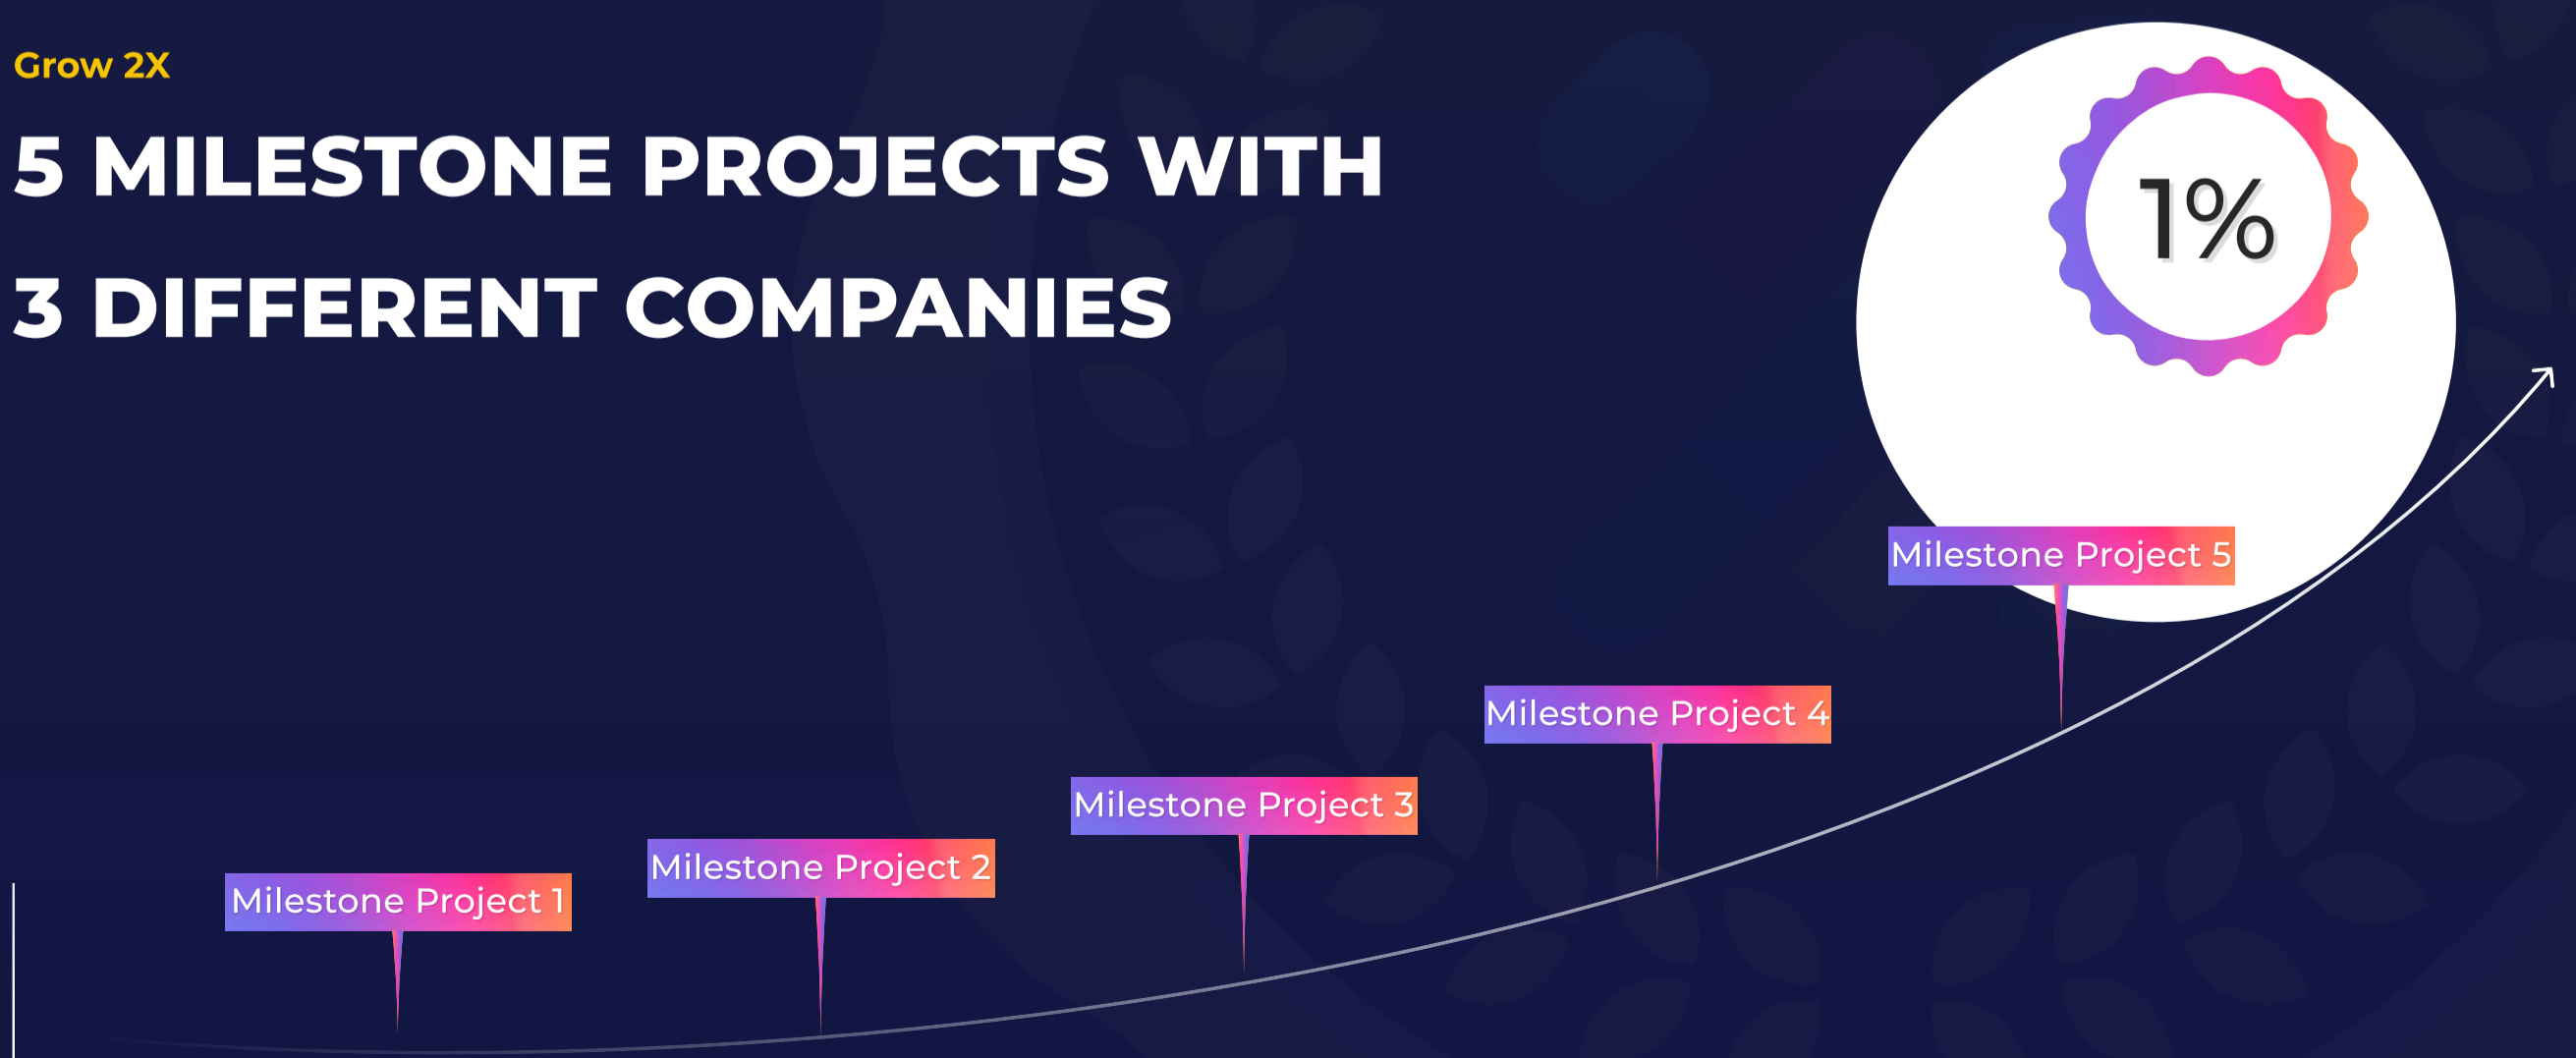 Grow 2X
5 MILESTONE PROJECTS WITH
3 DIFFERENT COMPANIES
1%
Milestone Project 5
Milestone Project 4
Milestone Project 3
Milestone Project 2
Milestone Project 1